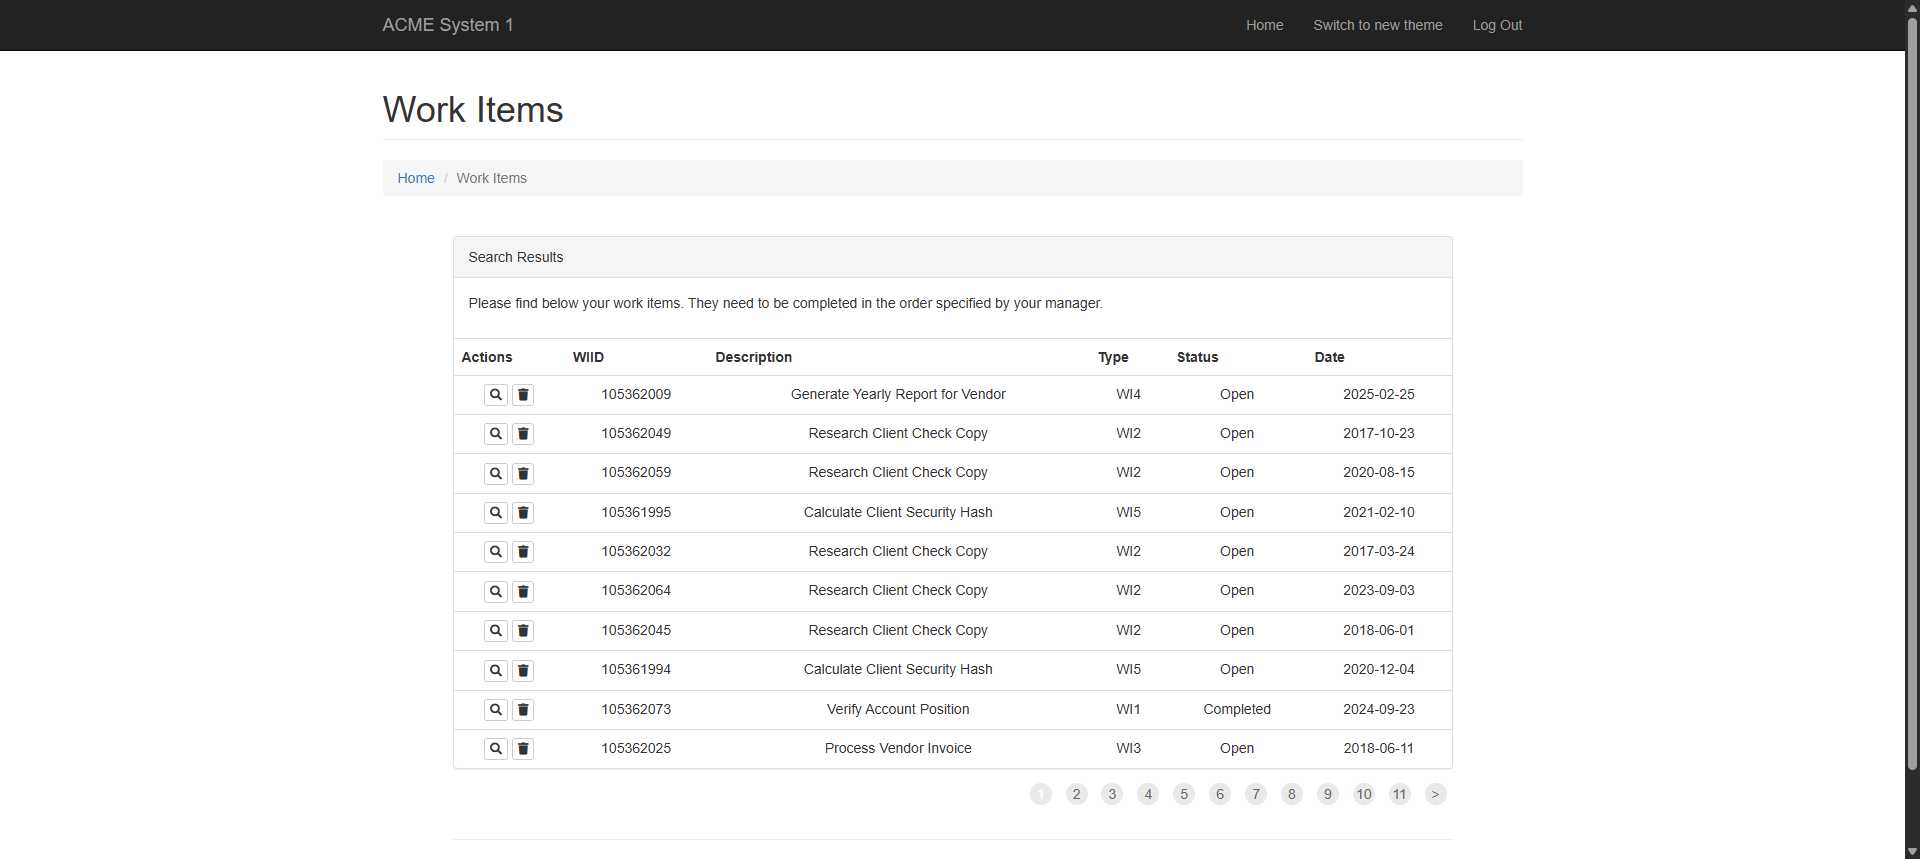 ACME System 1 Home Switch to new theme Log Out
Work Items
Home / Work Items
Search Results
Please find below your work items. They need to be completed in the order specified by your manager.
Actions WIID Description Type Status Date
105362009 Generate Yearly Report for Vendor WI4 Open 2025-02-25
105362049 Research Client Check Copy WI2 Open 2017-10-23
105362059 Research Client Check Copy WI2 Open 2020-08-15
105361995 Calculate Client Security Hash WI5 Open 2021-02-10
105362032 Research Client Check Copy WI2 Open 2017-03-24
105362064 Research Client Check Copy WI2 Open 2023-09-03
105362045 Research Client Check Copy WI2 Open 2018-06-01
105361994 Calculate Client Security Hash WI5 Open 2020-12-04
105362073 Verify Account Position WI1 Completed 2024-09-23
105362025 Process Vendor Invoice WI3 Open 2018-06-11
1 2 3 4 5 6 7 8 9 10 11 >